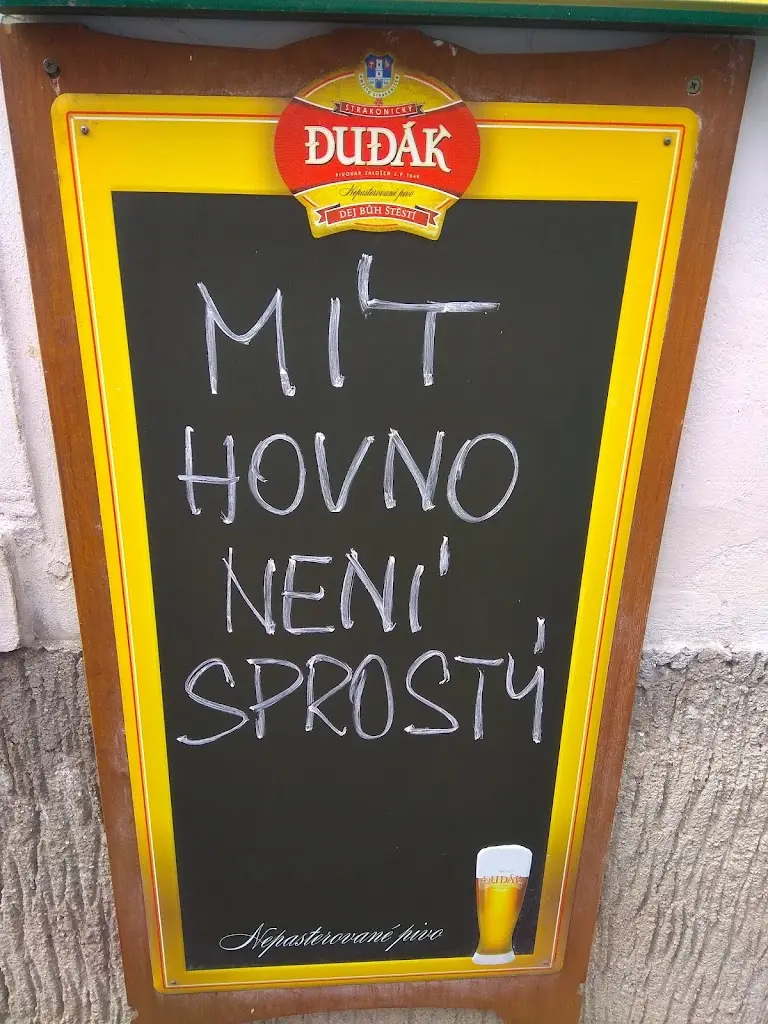 STRAKONICKÝ
DUDÁK
PIVOVAR ZALOŽEN L.P. 1649
Nepasterované pivo
DEJ BŮH ŠTĚSTÍ
MÍT
HOVNO
NENÍ
SPROSTÝ
DUDÁK
Nepasterované pivo